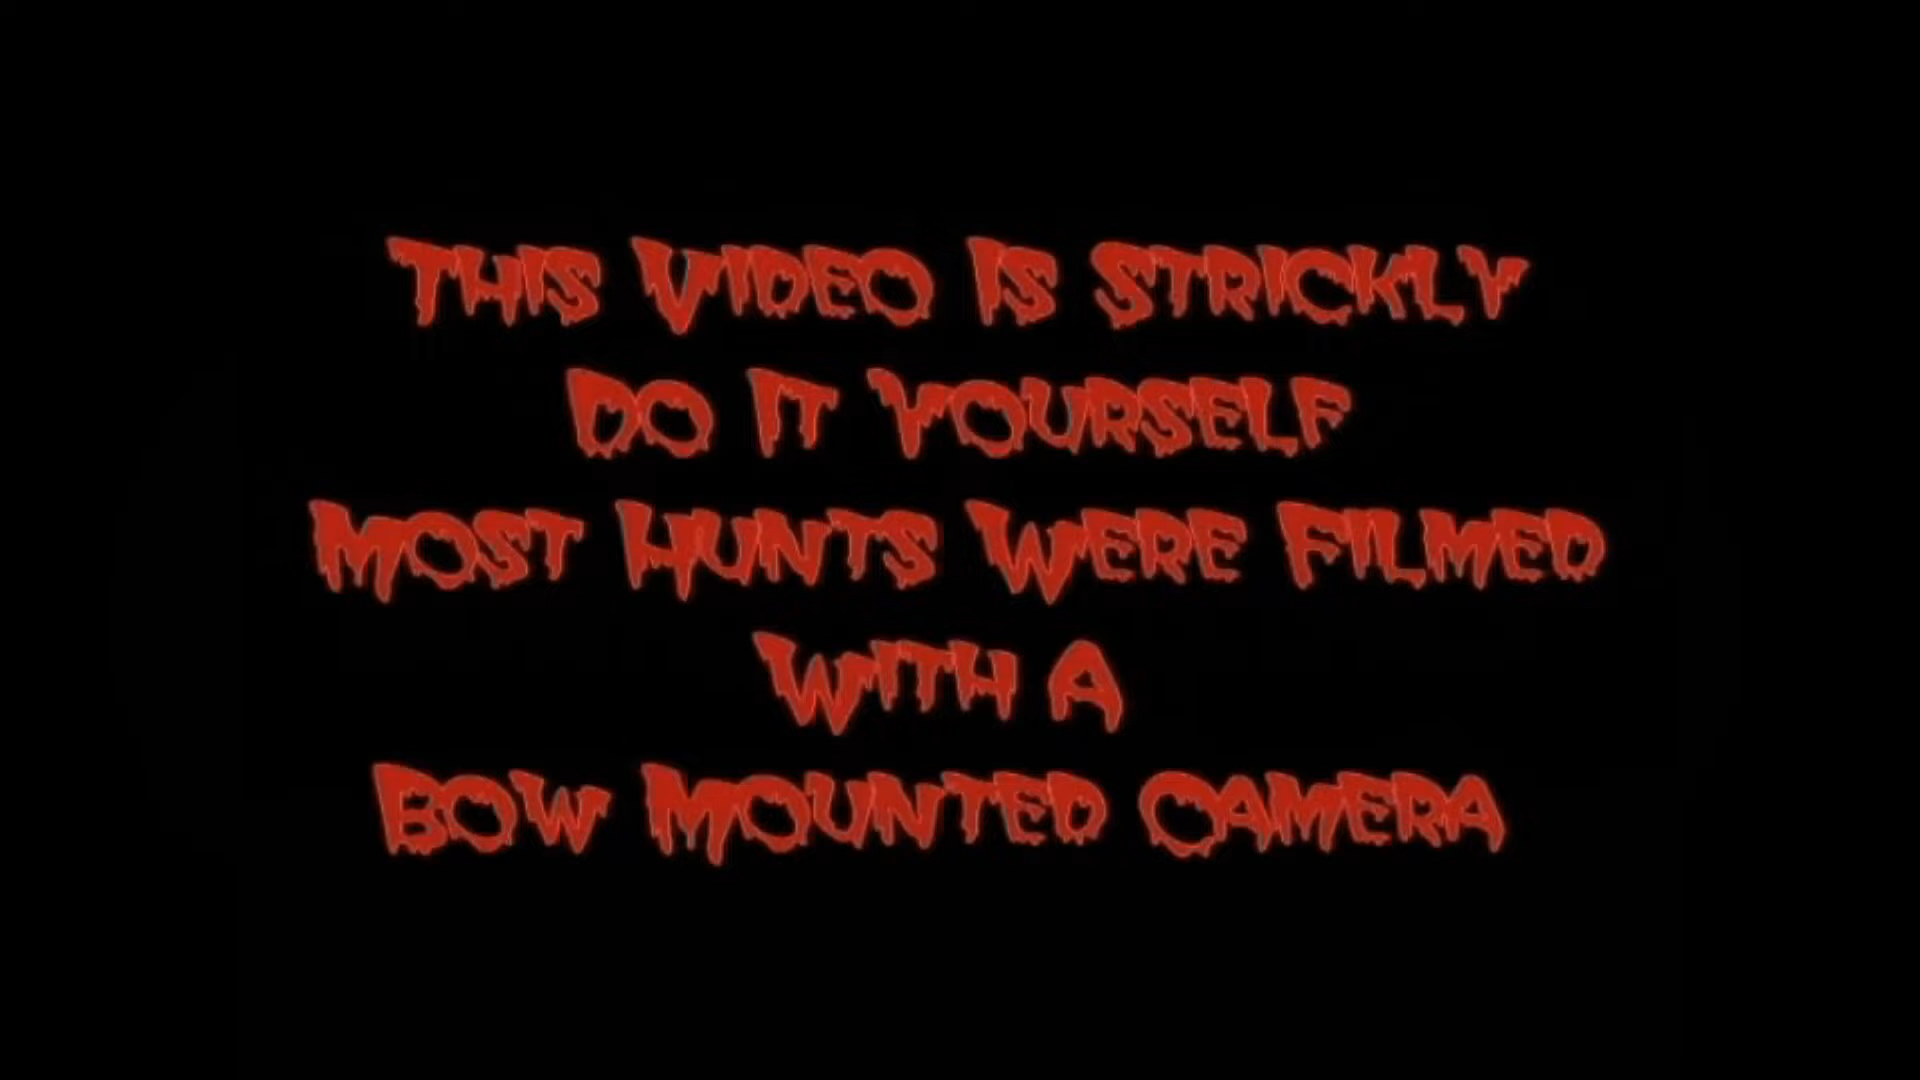 This Video Is Strickly
Do It Yourself
Most Hunts Were Filmed
With A
Bow Mounted Camera